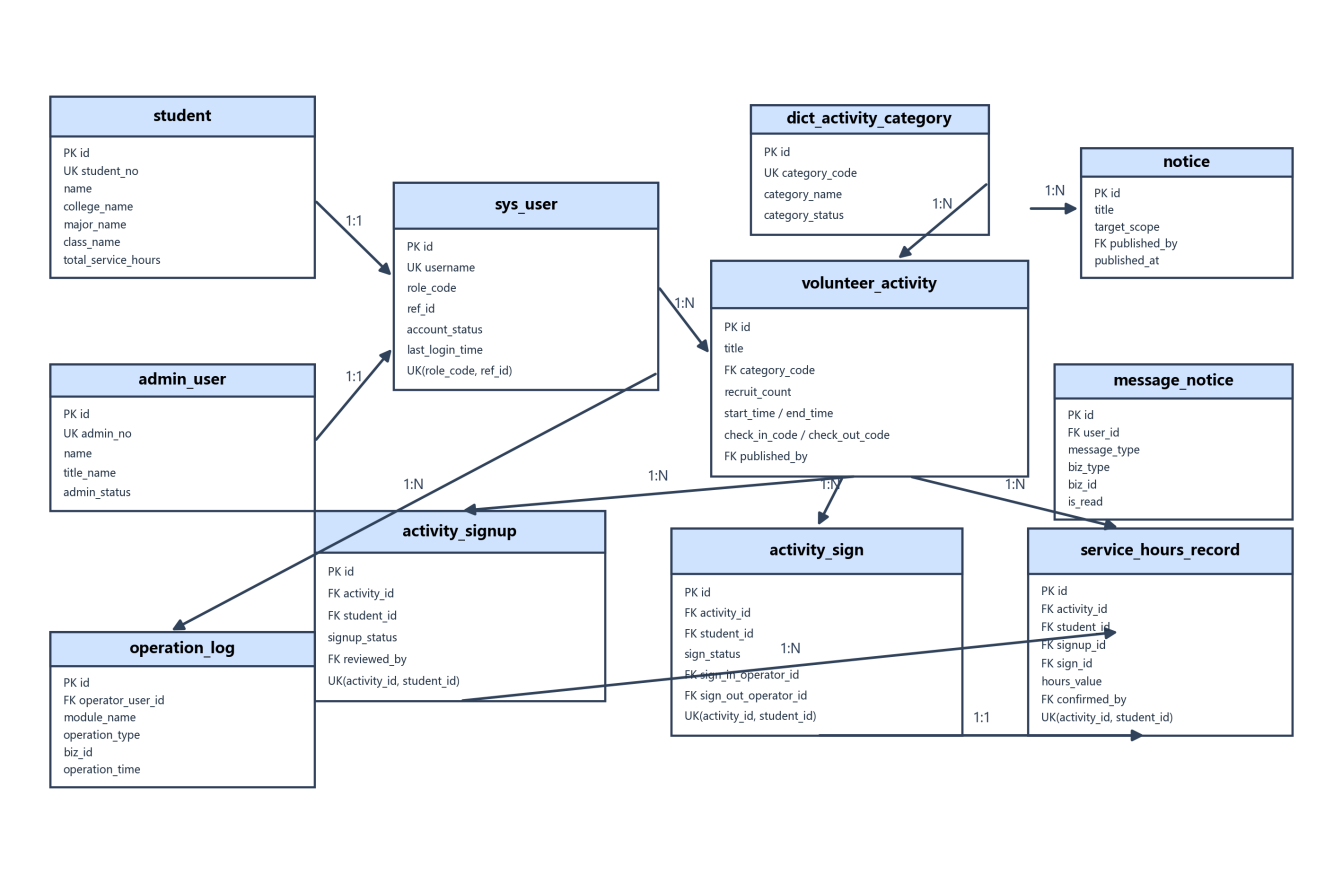 student
PK id
UK student_no
name
college_name
major_name
class_name
total_service_hours
1:1
sys_user
PK id
UK username
role_code
ref_id
account_status
last_login_time
UK(role_code, ref_id)
1:N
dict_activity_category
PK id
UK category_code
category_name
category_status
1:N
1:N
notice
PK id
title
target_scope
FK published_by
published_at
volunteer_activity
PK id
title
FK category_code
recruit_count
start_time / end_time
check_in_code / check_out_code
FK published_by
admin_user
PK id
UK admin_no
name
title_name
admin_status
1:1
message_notice
PK id
FK user_id
message_type
biz_type
biz_id
is_read
1:N
1:N
1:N
1:N
activity_signup
PK id
FK activity_id
FK student_id
signup_status
FK reviewed_by
UK(activity_id, student_id)
activity_sign
PK id
FK activity_id
FK student_id
sign_status
FK sign_in_operator_id
FK sign_out_operator_id
UK(activity_id, student_id)
1:N
1:1
service_hours_record
PK id
FK activity_id
FK student_id
FK signup_id
FK sign_id
hours_value
FK confirmed_by
UK(activity_id, student_id)
operation_log
PK id
FK operator_user_id
module_name
operation_type
biz_id
operation_time